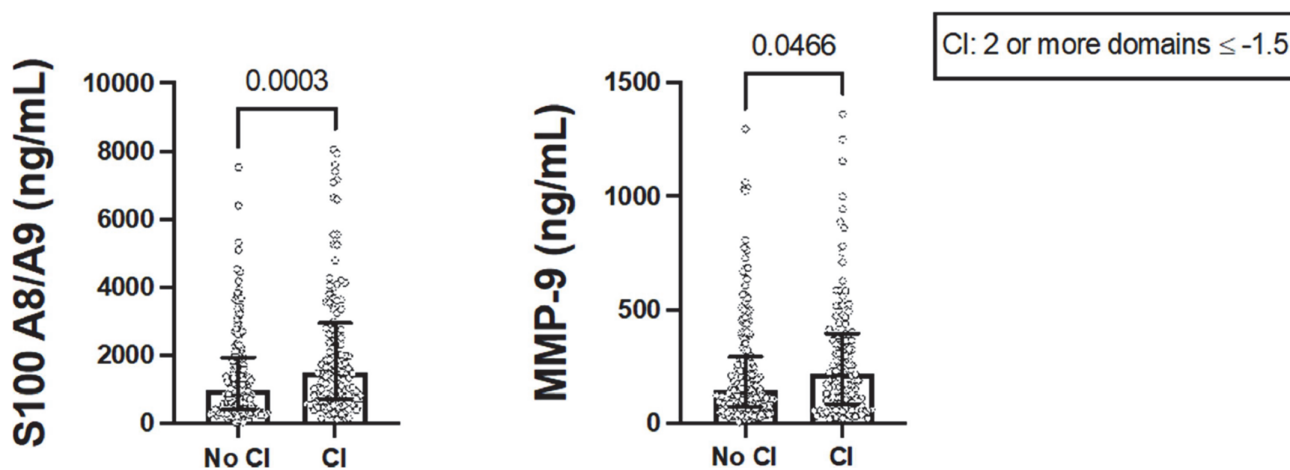 S100 A8/A9 (ng/mL)
10000
8000
6000
4000
2000
0
0.0003
No CI
CI
MMP-9 (ng/mL)
1500
1000
500
0
0.0466
No CI
CI
CI: 2 or more domains ≤ -1.5